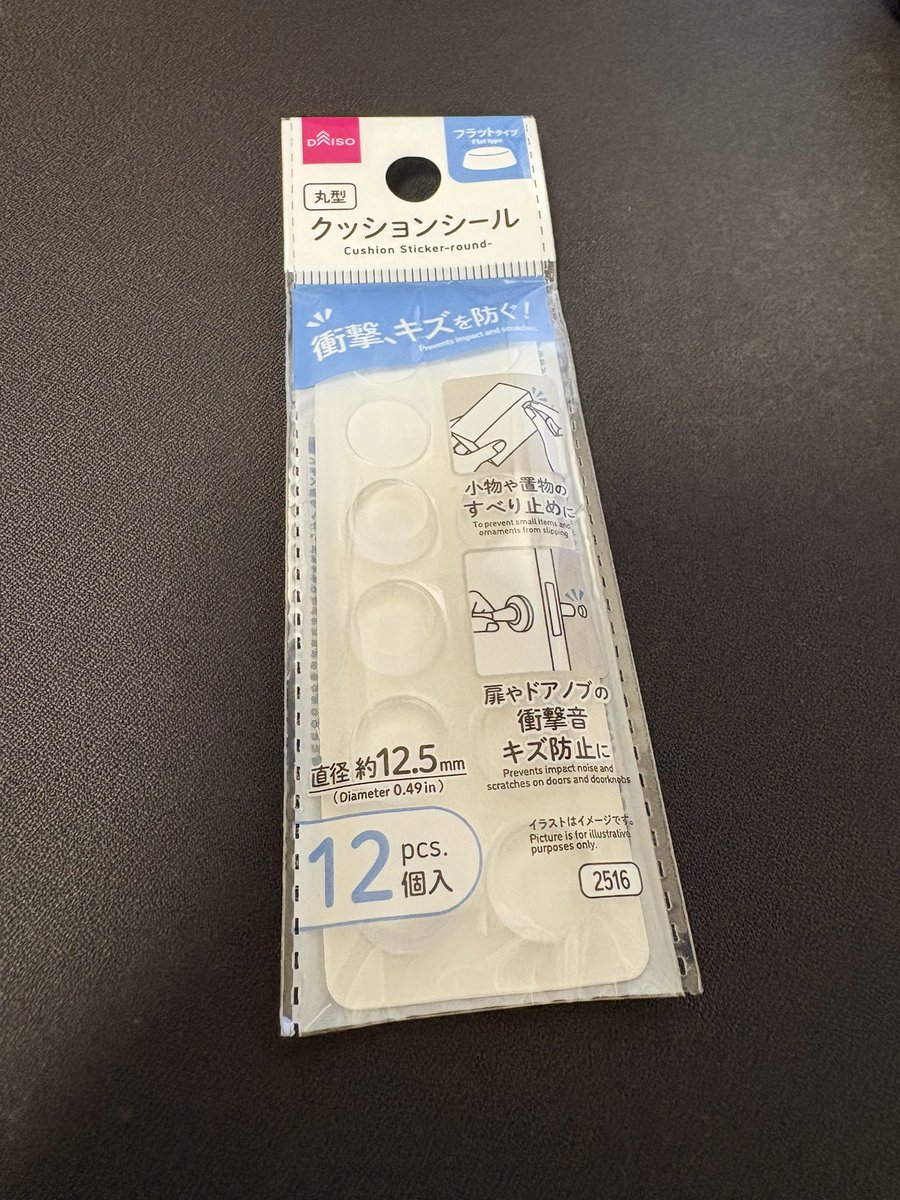 DAISO
フラットタイプ
Flat type
丸型
クッションシール
Cushion Sticker-round-
衝撃、キズを防ぐ!
Prevents impact and scratches
小物や置物の
すべり止めに
To prevent small items and
ornaments from slipping
扉やドアノブの
衝撃音
キズ防止に
Prevents impact noise and
scratches on doors and doorknobs
直径 約12.5mm
(Diameter 0.49in)
12 pcs.
個入
イラストはイメージです。
Picture is for illustrative
purposes only.
2516